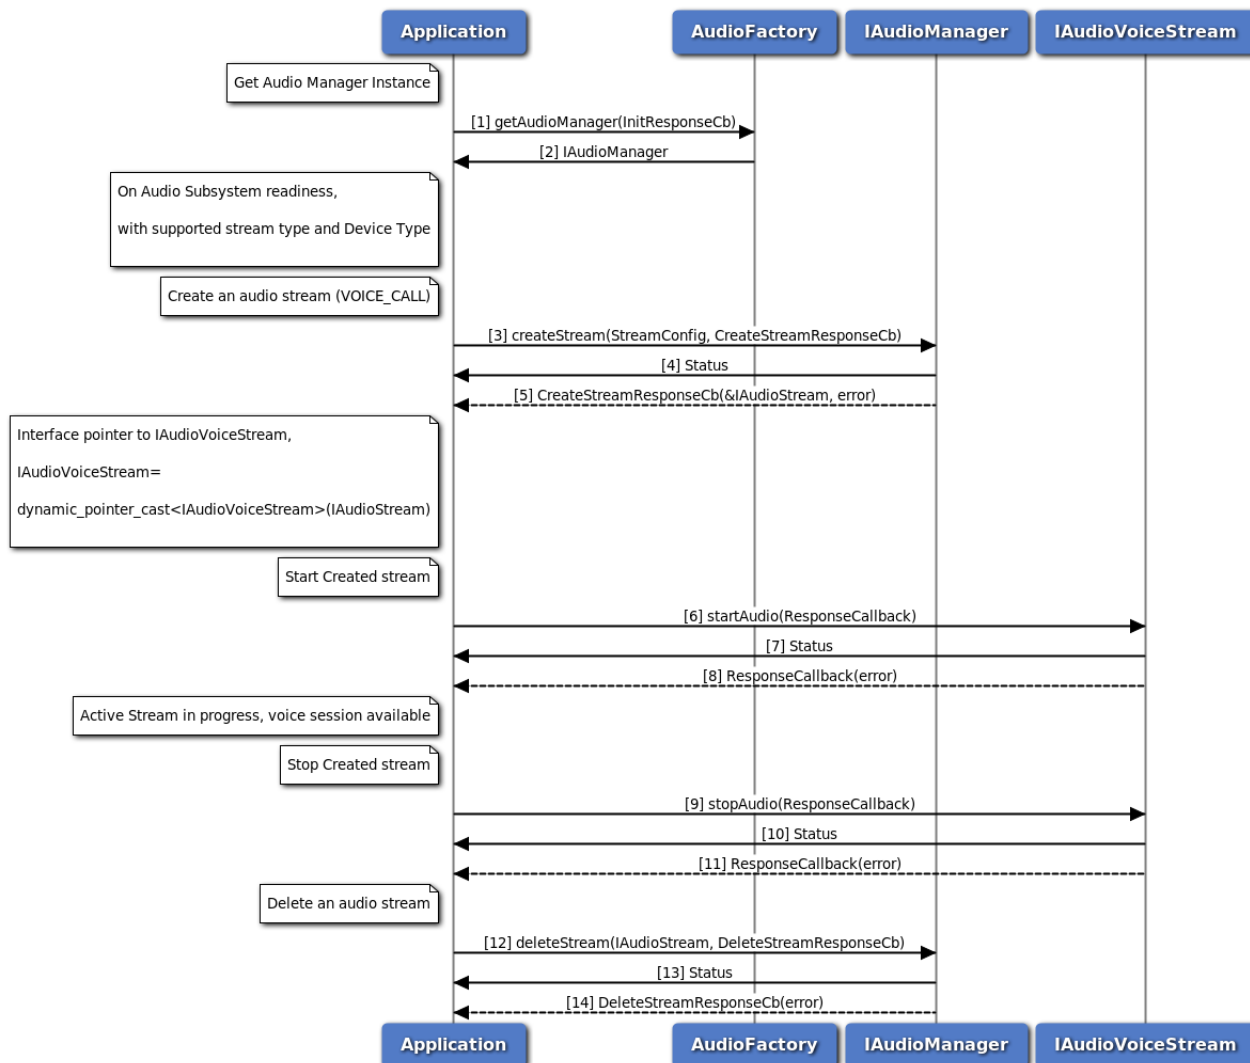 Application
AudioFactory
IAudioManager
IAudioVoiceStream
Get Audio Manager Instance
[1] getAudioManager(InitResponseCb)
[2] IAudioManager
On Audio Subsystem readiness,
with supported stream type and Device Type
Create an audio stream (VOICE_CALL)
[3] createStream(StreamConfig, CreateStreamResponseCb)
[4] Status
[5] CreateStreamResponseCb(&IAudioStream, error)
Interface pointer to IAudioVoiceStream,
IAudioVoiceStream=
dynamic_pointer_cast<IAudioVoiceStream>(IAudioStream)
Start Created stream
[6] startAudio(ResponseCallback)
[7] Status
[8] ResponseCallback(error)
Active Stream in progress, voice session available
Stop Created stream
[9] stopAudio(ResponseCallback)
[10] Status
[11] ResponseCallback(error)
Delete an audio stream
[12] deleteStream(IAudioStream, DeleteStreamResponseCb)
[13] Status
[14] DeleteStreamResponseCb(error)
Application
AudioFactory
IAudioManager
IAudioVoiceStream